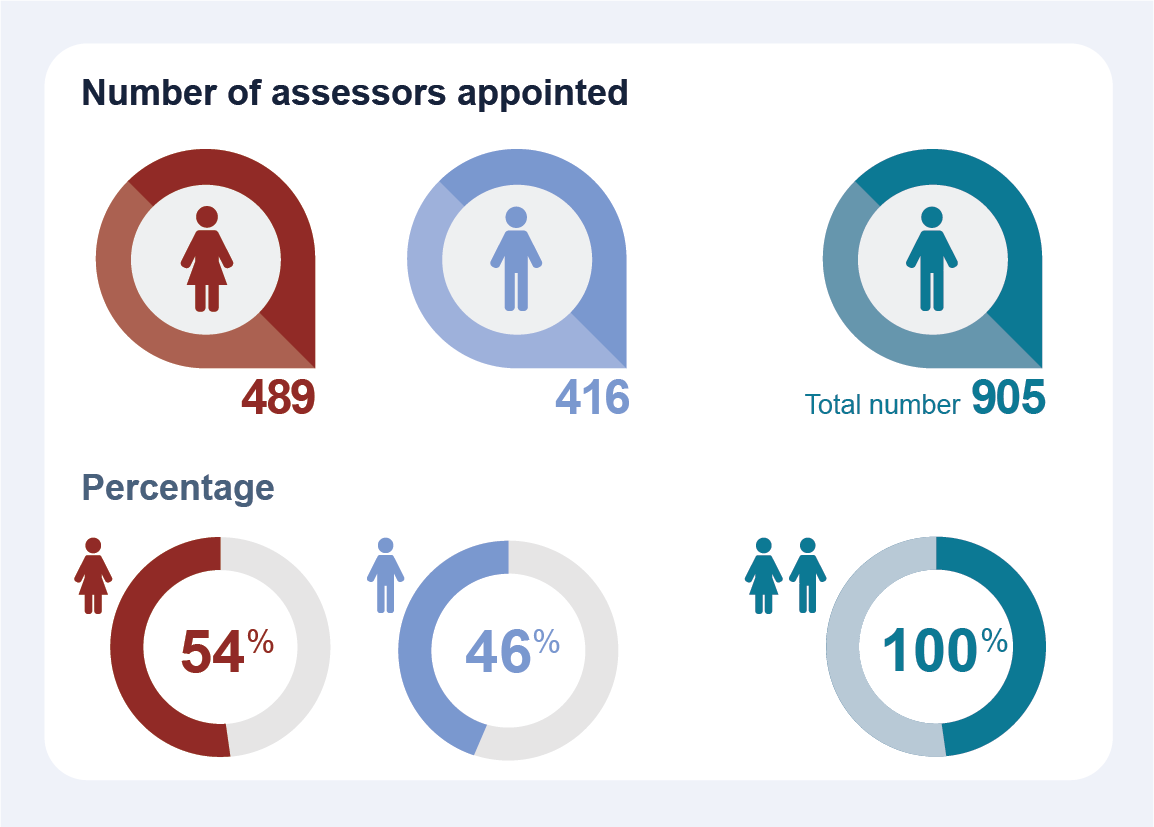 Number of assessors appointed
489 416 Total number 905
Percentage
54% 46% 100%